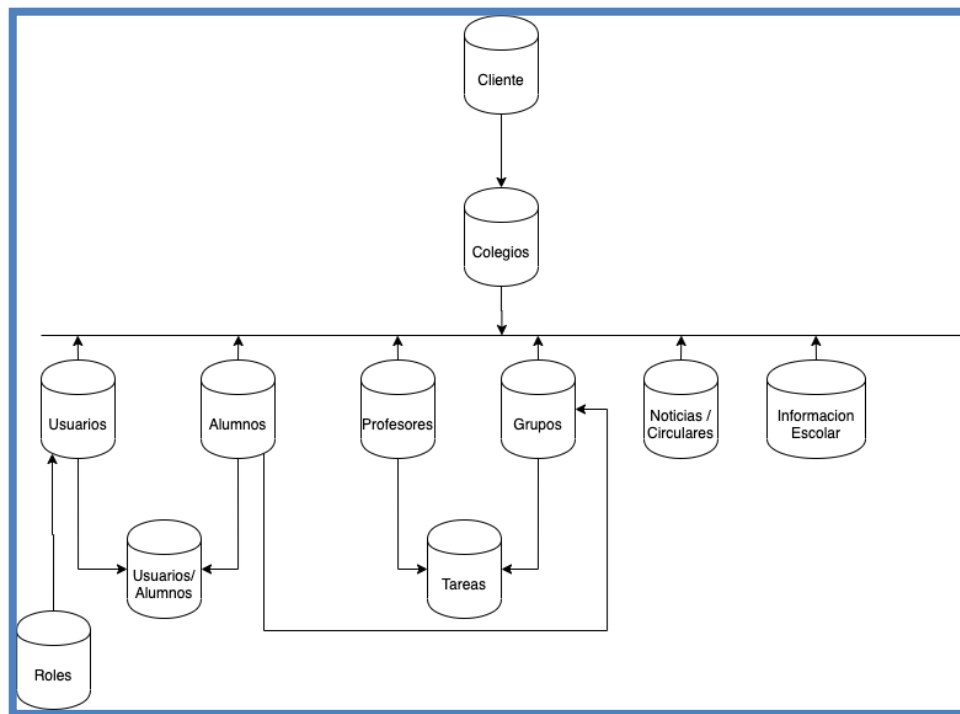 Cliente
Colegios
Usuarios
Alumnos
Profesores
Grupos
Noticias /
Circulares
Informacion
Escolar
Usuarios/
Alumnos
Tareas
Roles